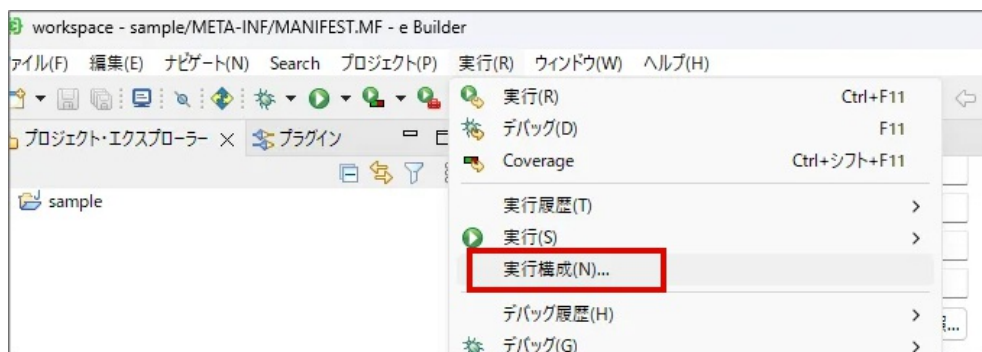 workspace - sample/META-INF/MANIFEST.MF - e Builder
ァイル(F) 編集(E) ナビゲート(N) Search プロジェクト(P) 実行(R) ウィンドウ(W) ヘルプ(H)
実行(R) Ctrl+F11
プロジェクト・エクスプローラー プラグイン
デバッグ(D) F11
Coverage Ctrl+シフト+F11
sample
実行履歴(T)
実行(S)
実行構成(N)...
デバッグ履歴(H)
デバッグ(G)